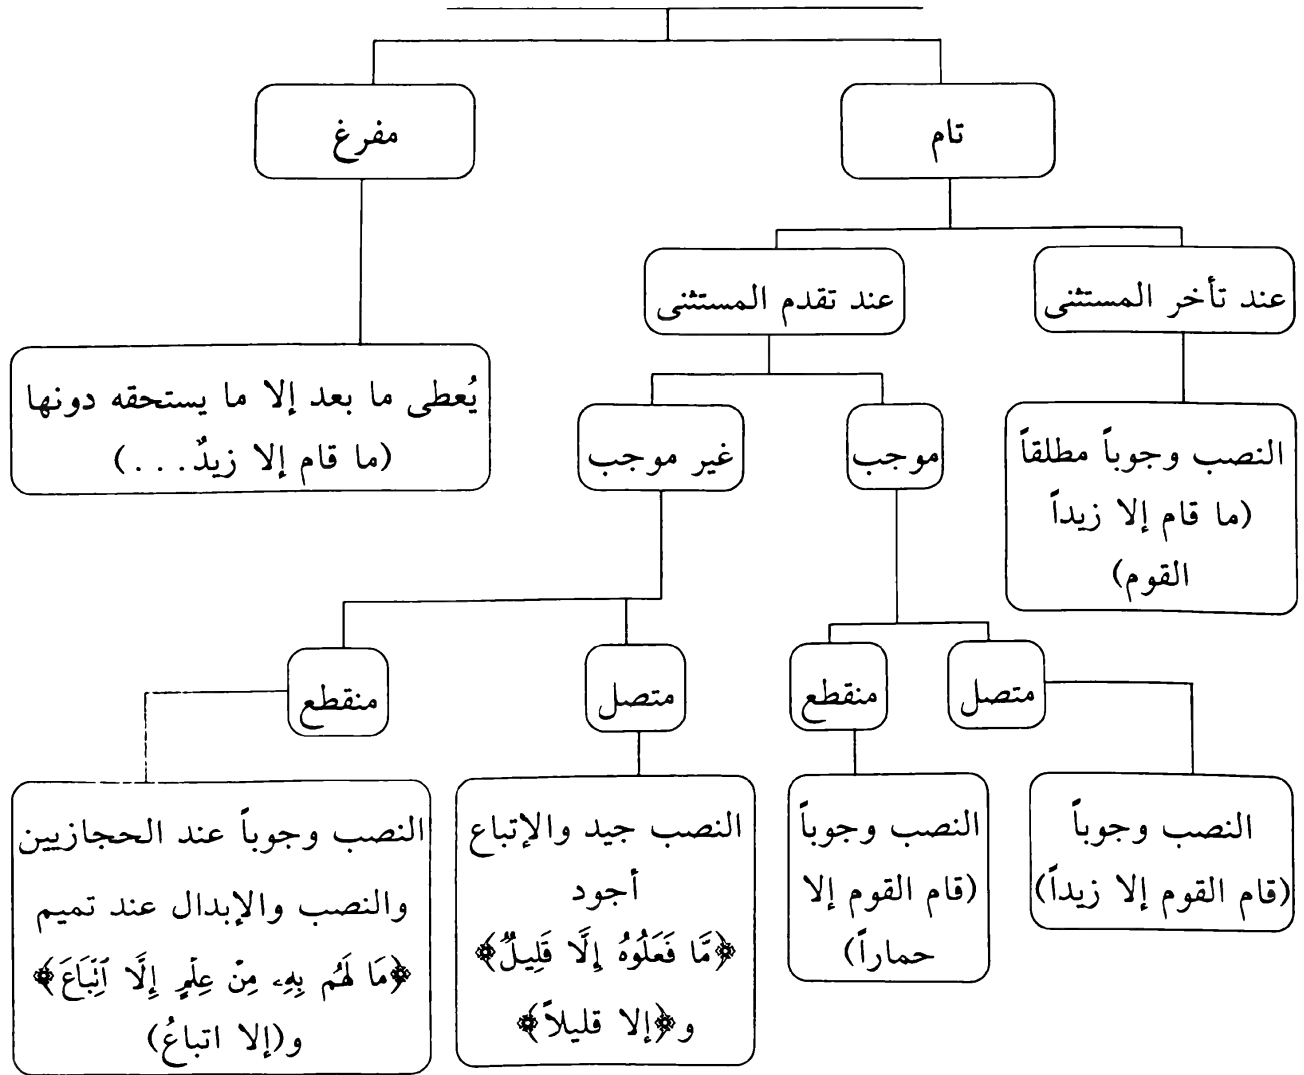 تام
مفرغ
عند تأخر المستثنى
عند تقدم المستثنى
يُعطى ما بعد إلا ما يستحقه دونها
(ما قام إلا زيدٌ...)
النصب وجوباً مطلقاً
(ما قام إلا زيداً
القوم)
موجب
غير موجب
متصل
منقطع
متصل
منقطع
النصب وجوباً
(قام القوم إلا زيداً)
النصب وجوباً
(قام القوم إلا
حماراً)
النصب جيد والإتباع
أجود
﴿مَّا فَعَلُوهُ إِلَّا قَلِيلٌ﴾
و﴿إلا قليلاً﴾
النصب وجوباً عند الحجازيين
والنصب والإبدال عند تميم
﴿مَا لَهُم بِهِۦ مِنْ عِلْمٍ إِلَّا ٱتِّبَاعَ﴾
و(إلا اتباعُ)